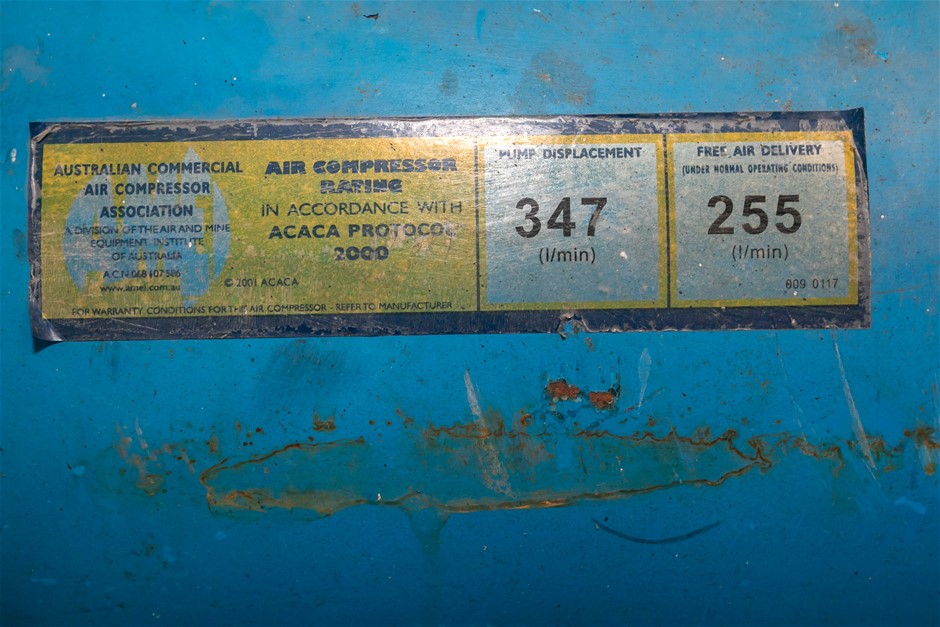 AUSTRALIAN COMMERCIAL
AIR COMPRESSOR
ASSOCIATION
A DIVISION OF THE AIR AND MINE
EQUIPMENT INSTITUTE
OF AUSTRALIA
A.C.N 068 107 586
www.amei.com.au
© 2001 ACACA
AIR COMPRESSOR
RATING
IN ACCORDANCE WITH
ACACA PROTOCOL
2000
FOR WARRANTY CONDITIONS FOR THIS AIR COMPRESSOR - REFER TO MANUFACTURER
PUMP DISPLACEMENT
347
(l/min)
FREE AIR DELIVERY
(UNDER NORMAL OPERATING CONDITIONS)
255
(l/min)
809 0117